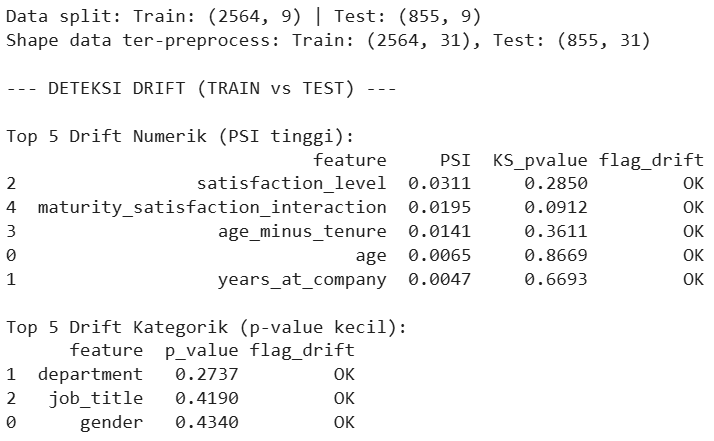 Data split: Train: (2564, 9) | Test: (855, 9)
Shape data ter-preprocess: Train: (2564, 31), Test: (855, 31)
--- DETEKSI DRIFT (TRAIN vs TEST) ---
Top 5 Drift Numerik (PSI tinggi):
feature PSI KS_pvalue flag_drift
2 satisfaction_level 0.0311 0.2850 OK
4 maturity_satisfaction_interaction 0.0195 0.0912 OK
3 age_minus_tenure 0.0141 0.3611 OK
0 age 0.0065 0.8669 OK
1 years_at_company 0.0047 0.6693 OK
Top 5 Drift Kategorik (p-value kecil):
feature p_value flag_drift
1 department 0.2737 OK
2 job_title 0.4190 OK
0 gender 0.4340 OK